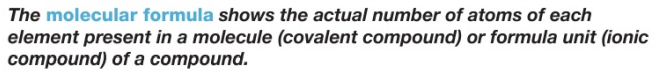 The molecular formula shows the actual number of atoms of each
element present in a molecule (covalent compound) or formula unit (ionic
compound) of a compound.